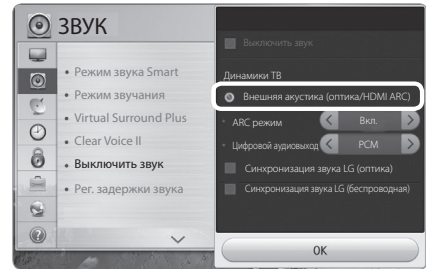 ЗВУК
Режим звука Smart
Режим звучания
Virtual Surround Plus
Clear Voice II
Выключить звук
Рег. задержки звука
Выключить звук
Динамики ТВ
Внешняя акустика (оптика/HDMI ARC)
ARC режим
Вкл.
Цифровой аудиовыход
PCM
Синхронизация звука LG (оптика)
Синхронизация звука LG (беспроводная)
OK